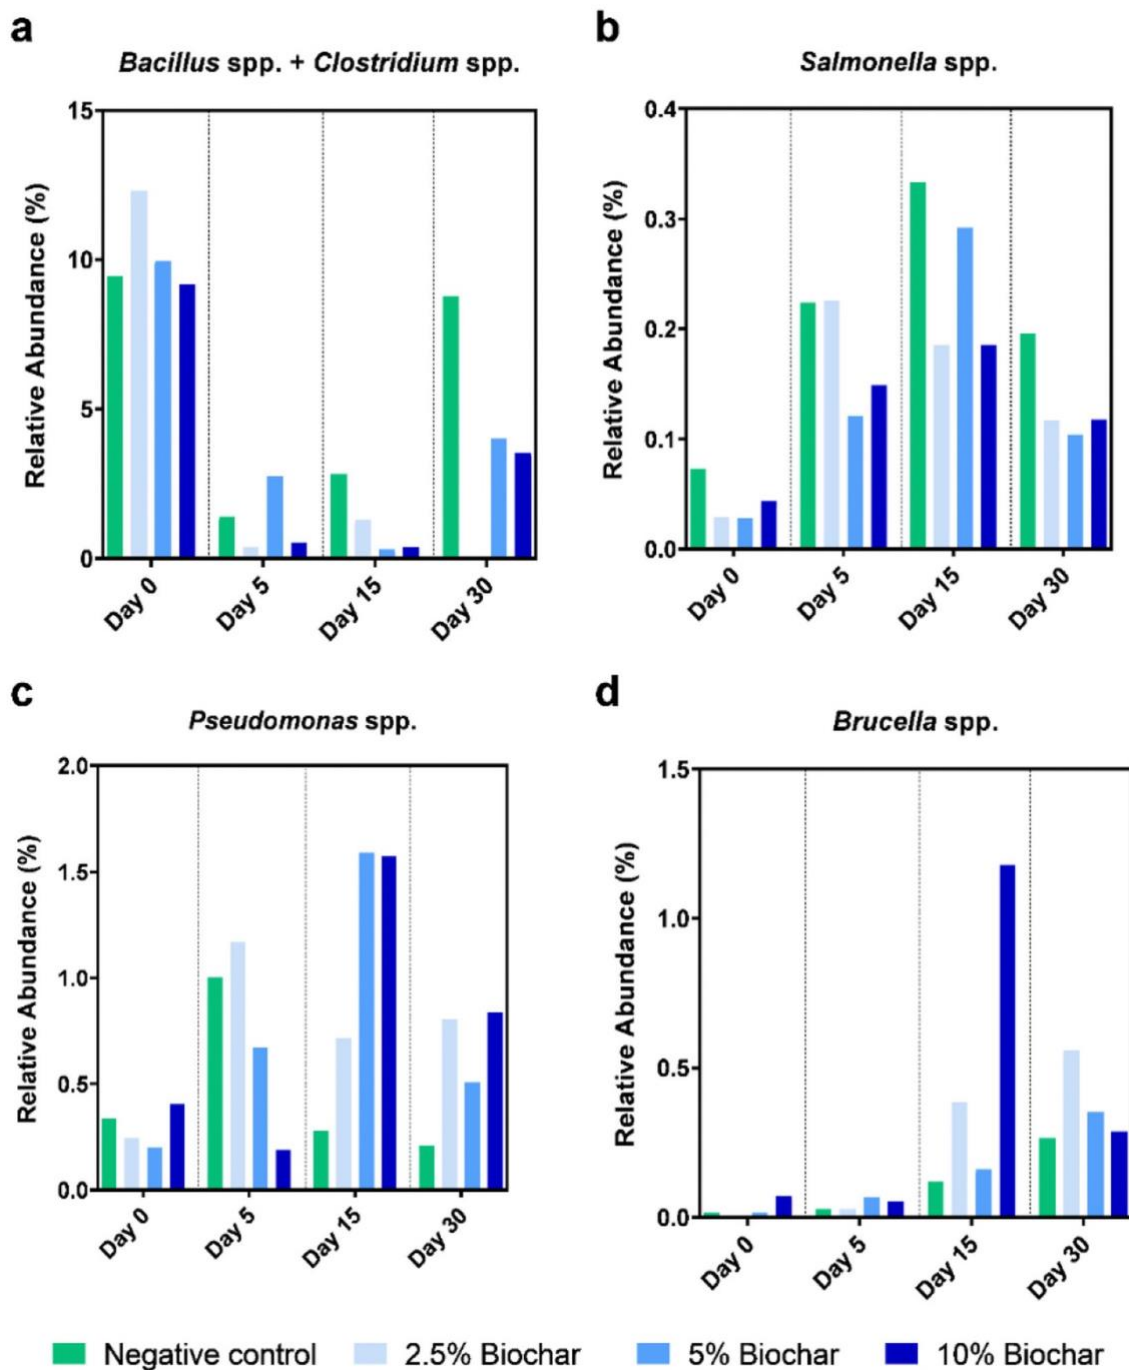 a
Bacillus spp. + Clostridium spp.
Relative Abundance (%)
15
10
5
0
Day 0
Day 5
Day 15
Day 30
b
Salmonella spp.
Relative Abundance (%)
0.4
0.3
0.2
0.1
0.0
Day 0
Day 5
Day 15
Day 30
c
Pseudomonas spp.
Relative Abundance (%)
2.0
1.5
1.0
0.5
0.0
Day 0
Day 5
Day 15
Day 30
d
Brucella spp.
Relative Abundance (%)
1.5
1.0
0.5
0.0
Day 0
Day 5
Day 15
Day 30
Negative control
2.5% Biochar
5% Biochar
10% Biochar